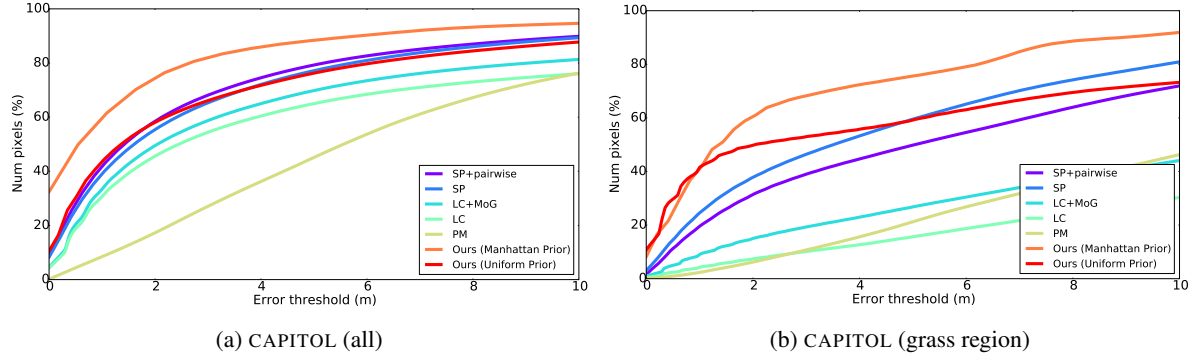 100
80
60
40
20
0
Num pixels (%)
0 2 4 6 8 10
Error threshold (m)
SP+pairwise
SP
LC+MoG
LC
PM
Ours (Manhattan Prior)
Ours (Uniform Prior)
(a) CAPITOL (all)
100
80
60
40
20
0
Num pixels (%)
0 2 4 6 8 10
Error threshold (m)
SP+pairwise
SP
LC+MoG
LC
PM
Ours (Manhattan Prior)
Ours (Uniform Prior)
(b) CAPITOL (grass region)